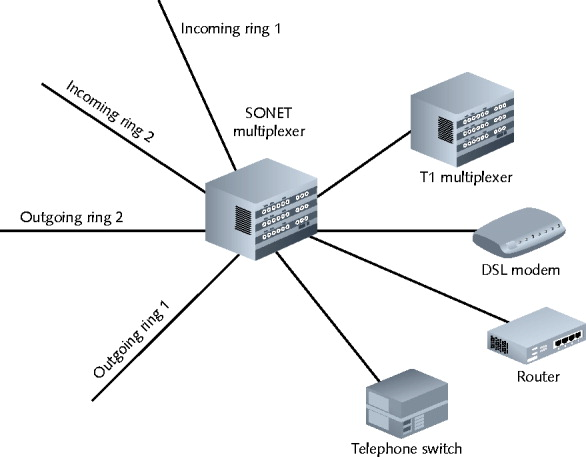 Incoming ring 1
Incoming ring 2
SONET
multiplexer
T1 multiplexer
Outgoing ring 2
DSL modem
Outgoing ring 1
Router
Telephone switch